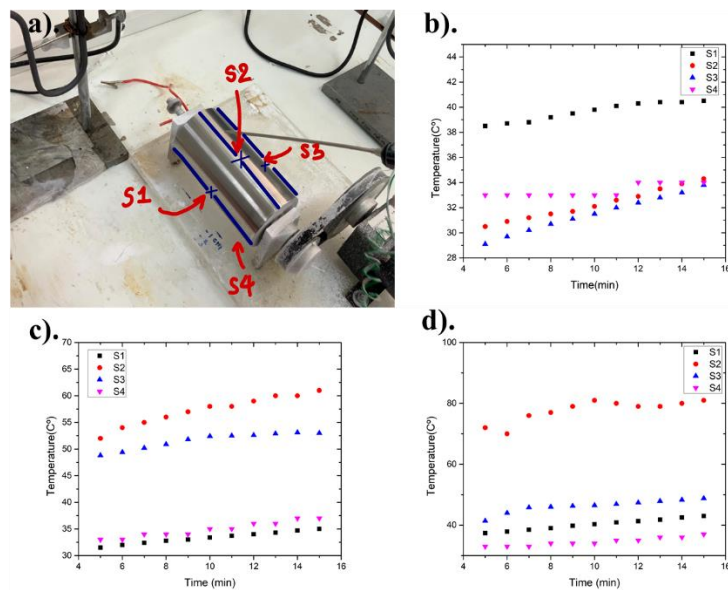 a).
S2
S3
S1
S4
b).
S1
S2
S3
S4
44
42
40
38
36
34
32
30
28
Temperature(Cº)
4 6 8 10 12 14 16
Time(min)
c).
S1
S2
S3
S4
70
65
60
55
50
45
40
35
30
Temperature(Cº)
4 6 8 10 12 14 16
Time (min)
d).
S1
S2
S3
S4
100
80
60
40
Temperature(Cº)
4 6 8 10 12 14 16
Time (min)